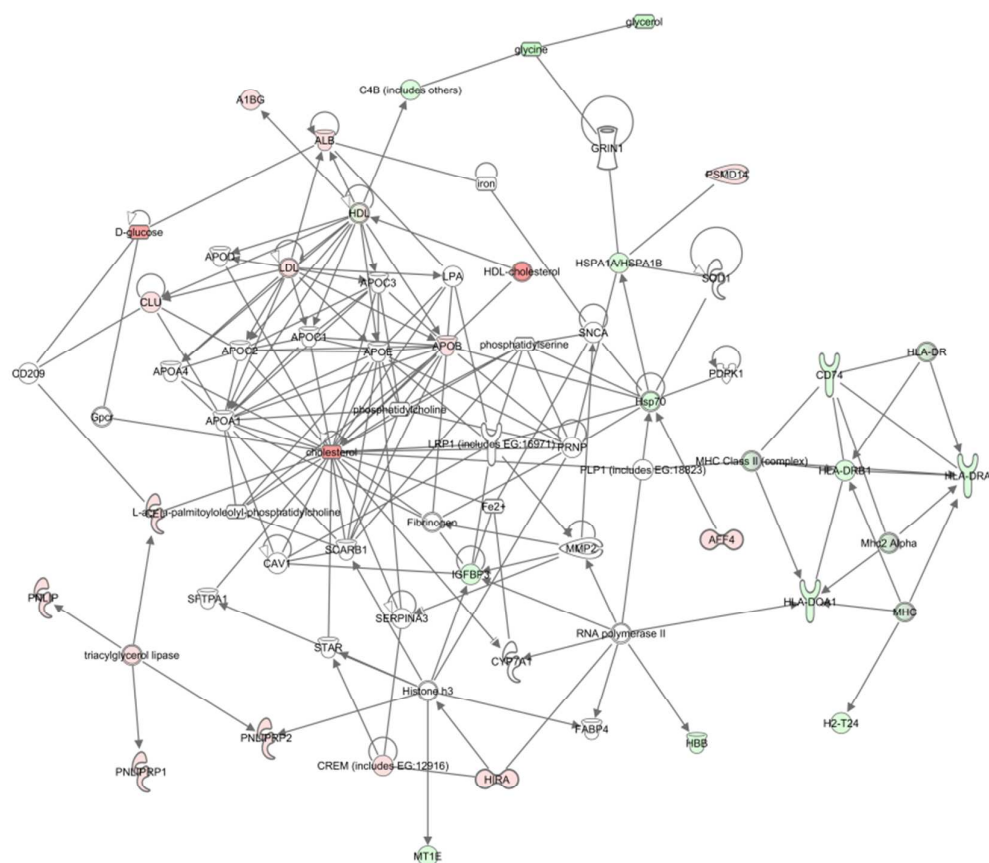 glycerol
glycine
C4B (includes others)
A1BG
ALB
GRIN1
iron
PSMD14
HDL
D-glucose
APOD
LDL
HDL-cholesterol
HSPA1A/HSPA1B
LPA
SOD1
APOC3
CLU
SNCA
APOC1
phosphatidylserine
APOB
APOC2
APOE
HLA-DR
CD209
APOA4
PDPK1
CD74
Hsp70
phosphatidylcholine
Gpcr
APOA1
LRP1 (includes EG:16971)
PRNP
cholesterol
MHC Class II (complex)
PLP1 (includes EG:18823)
HLA-DRB1
HLA-DRA
Fe2+
Fibrinogen
AFF4
Mhc2 Alpha
SCARB1
MMP2
CAV1
IGFBP3
PNLIP
SFTPA1
HLA-DQA1
MHC
SERPINA3
RNA polymerase II
STAR
triacylglycerol lipase
CYP7A1
Histone h3
H2-T24
FABP4
PNLIPRP2
HBB
CREM (includes EG:12916)
PNLIPRP1
HIRA
MT1E